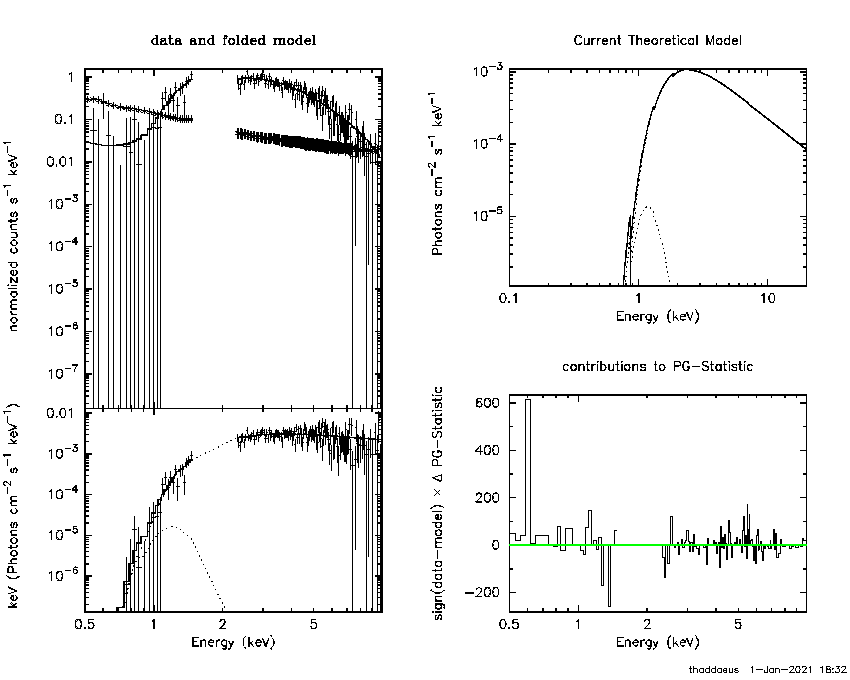 data and folded model
normalized counts s⁻¹ keV⁻¹
1
0.1
0.01
10⁻³
10⁻⁴
10⁻⁵
10⁻⁶
10⁻⁷
keV (Photons cm⁻² s⁻¹ keV⁻¹)
0.01
10⁻³
10⁻⁴
10⁻⁵
10⁻⁶
0.5 1 2 5
Energy (keV)
Current Theoretical Model
Photons cm⁻² s⁻¹ keV⁻¹
10⁻³
10⁻⁴
10⁻⁵
0.1 1 10
Energy (keV)
contributions to PG-Statistic
sign(data-model) × Δ PG-Statistic
600
400
200
0
-200
0.5 1 2 5
Energy (keV)
thaddaeus 1-Jan-2021 18:32